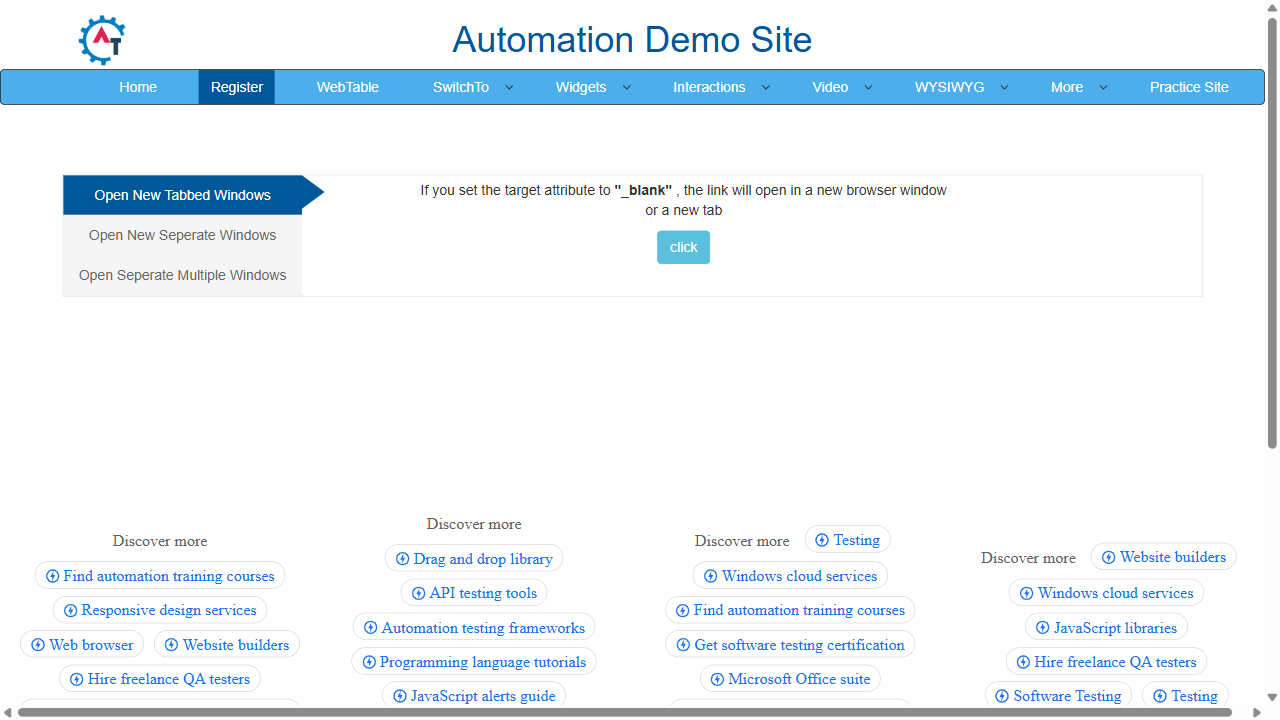 AT
Automation Demo Site
Home Register WebTable SwitchTo Widgets Interactions Video WYSIWYG More Practice Site
Open New Tabbed Windows
Open New Seperate Windows
Open Seperate Multiple Windows
If you set the target attribute to "_blank" , the link will open in a new browser window
or a new tab
click
Discover more
Find automation training courses
Responsive design services
Web browser Website builders
Hire freelance QA testers
Discover more
Drag and drop library
API testing tools
Automation testing frameworks
Programming language tutorials
JavaScript alerts guide
Discover more Testing
Windows cloud services
Find automation training courses
Get software testing certification
Microsoft Office suite
Discover more Website builders
Windows cloud services
JavaScript libraries
Hire freelance QA testers
Software Testing Testing